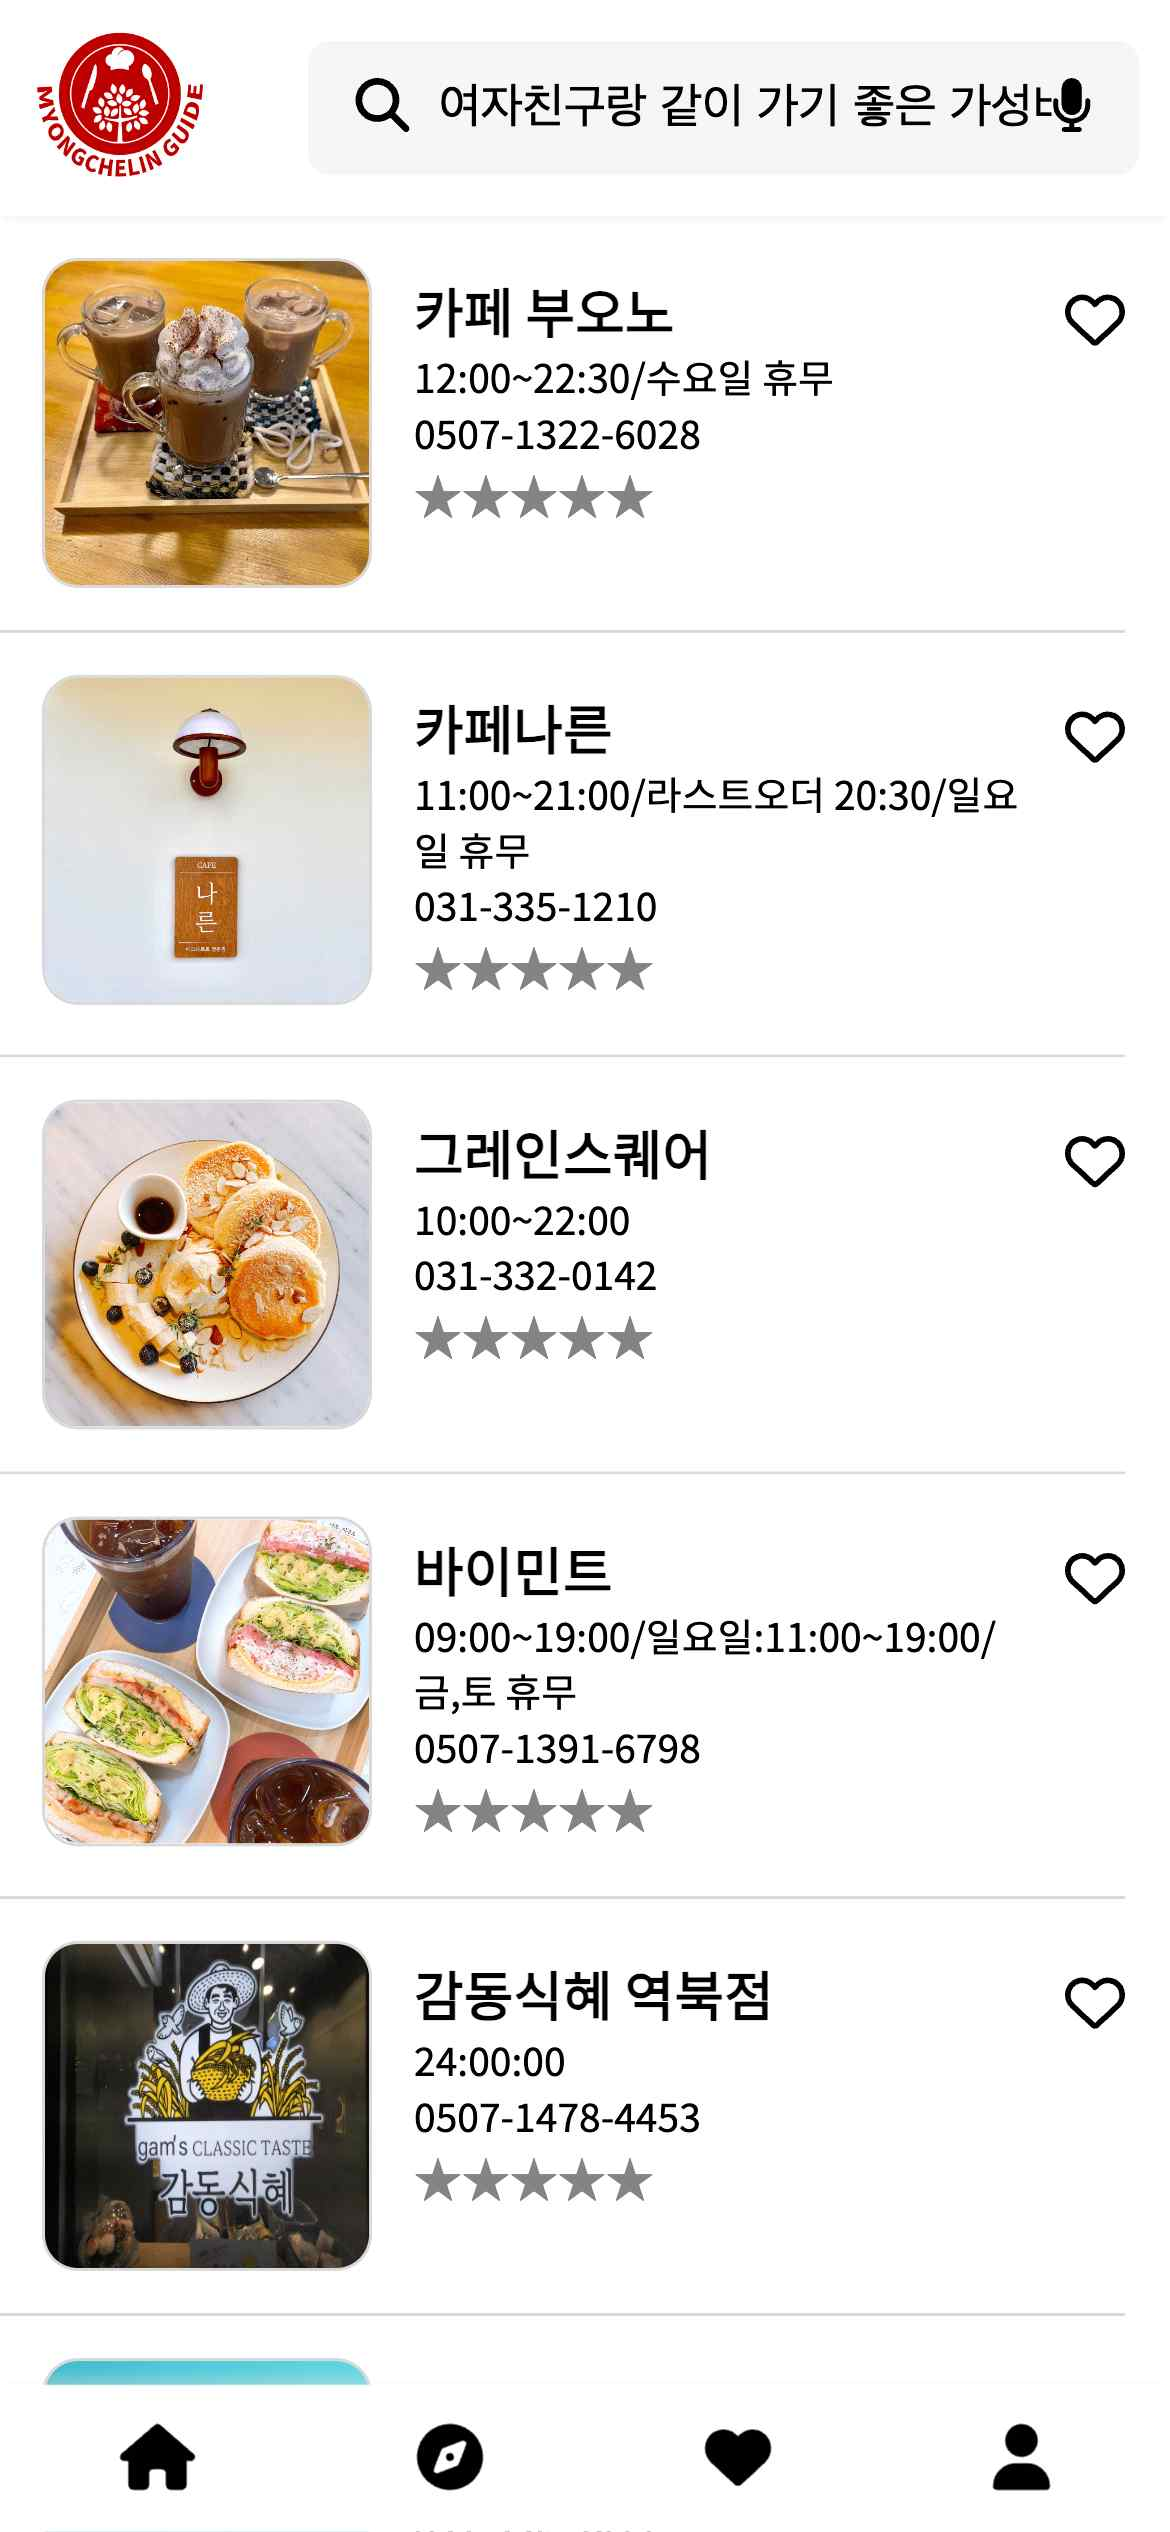 MYONGCHELIN GUIDE
여자친구랑 같이 가기 좋은 가성
카페 부오노
12:00~22:30/수요일 휴무
0507-1322-6028
★★★★★
CAFE
나
른
카페나른
11:00~21:00/라스트오더 20:30/일요
일 휴무
031-335-1210
★★★★★
그레인스퀘어
10:00~22:00
031-332-0142
★★★★★
바이민트
09:00~19:00/일요일:11:00~19:00/
금,토 휴무
0507-1391-6798
★★★★★
gam's CLASSIC TASTE
감동식혜
감동식혜 역북점
24:00:00
0507-1478-4453
★★★★★